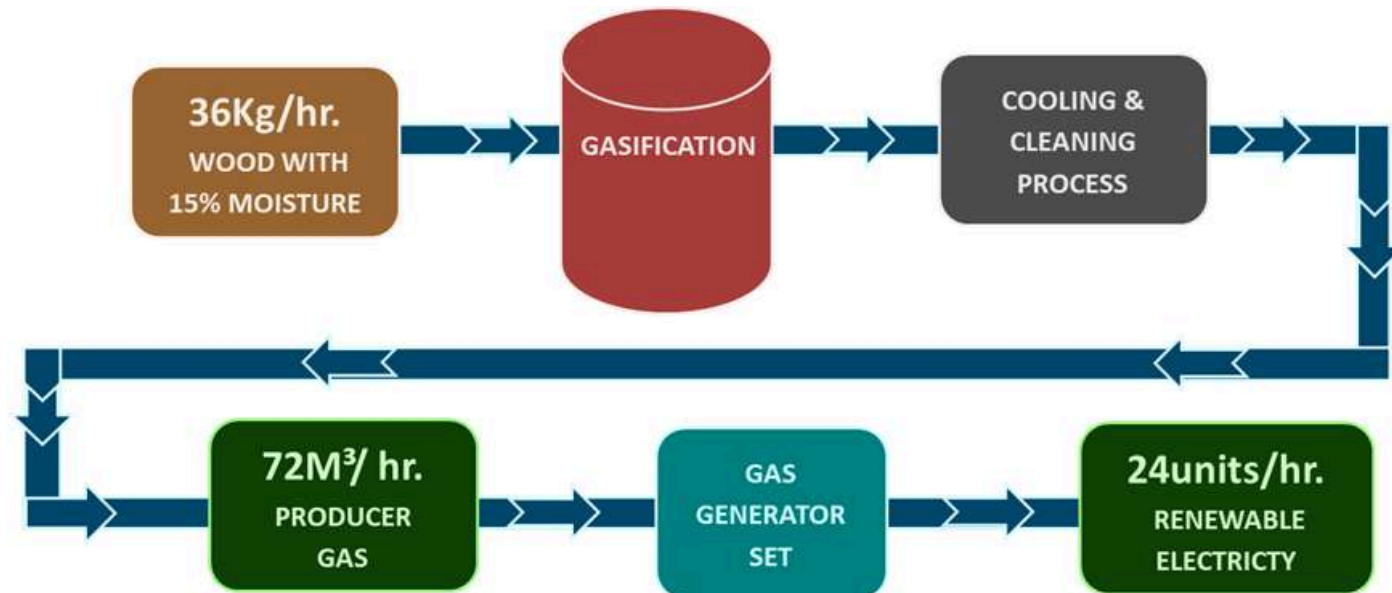 36Kg/hr.
WOOD WITH
15% MOISTURE
GASIFICATION
COOLING &
CLEANING
PROCESS
72M³/ hr.
PRODUCER
GAS
GAS
GENERATOR
SET
24units/hr.
RENEWABLE
ELECTRICTY